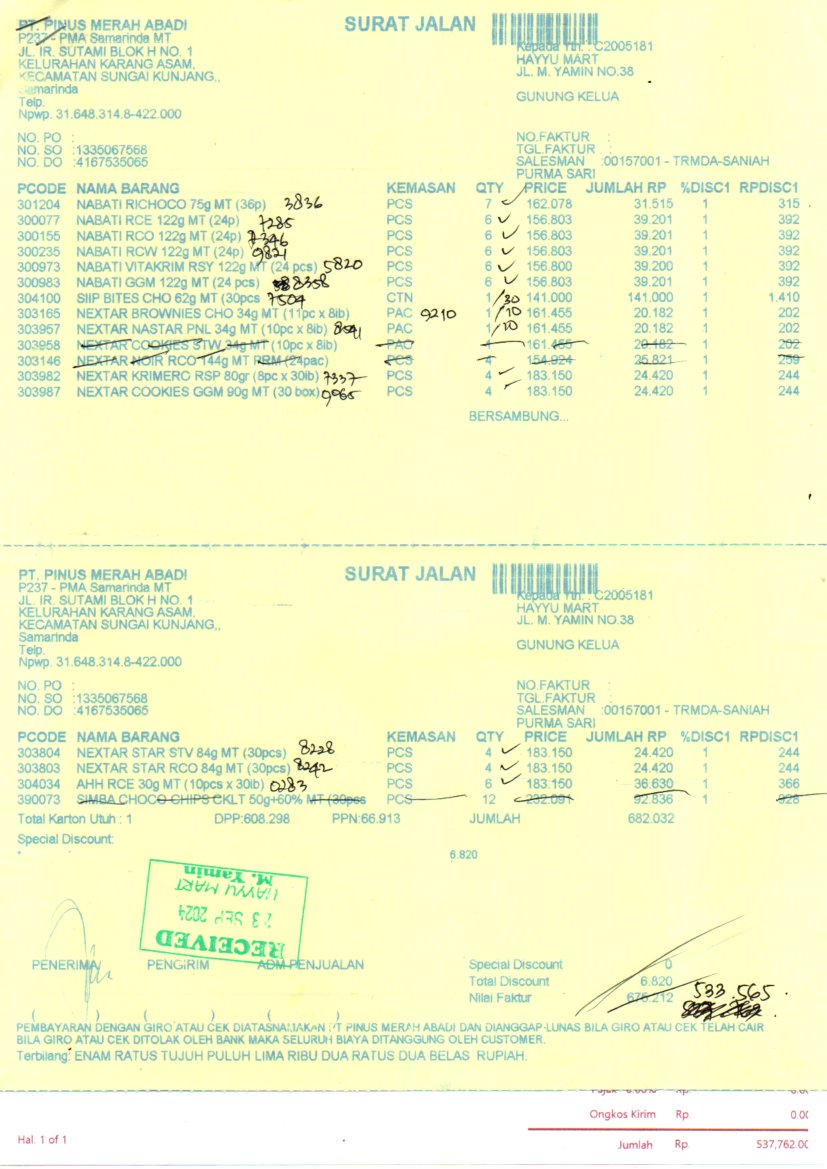 PT. PINUS MERAH ABADI SURAT JALAN
P237 - PMA Samarinda MT Kepada Yth. : C2005181
JL. IR. SUTAMI BLOK H NO. 1 HAYYU MART
KELURAHAN KARANG ASAM, JL. M. YAMIN NO.38
KECAMATAN SUNGAI KUNJANG,,
Samarinda GUNUNG KELUA
Telp.
Npwp. 31.648.314.8-422.000
NO. PO : NO.FAKTUR :
NO. SO :1335067568 TGL.FAKTUR :
NO. DO :4167535065 SALESMAN :00157001 - TRMDA-SANIAH
PURMA SARI
PCODE NAMA BARANG KEMASAN QTY PRICE JUMLAH RP %DISC1 RPDISC1
301204 NABATI RICHOCO 75g MT (36p) 3836 PCS 7 162.078 31.515 1 315
300077 NABATI RCE 122g MT (24p) 7285 PCS 6 156.803 39.201 1 392
300155 NABATI RCO 122g MT (24p) 7346 PCS 6 156.803 39.201 1 392
300235 NABATI RCW 122g MT (24p) 9821 PCS 6 156.803 39.201 1 392
300973 NABATI VITAKRIM RSY 122g MT (24 pcs) 5820 PCS 6 156.800 39.200 1 392
300983 NABATI GGM 122g MT (24 pcs) 8358 PCS 6 156.803 39.201 1 392
304100 SIIP BITES CHO 62g MT (30pcs 7504 CTN 1 /30 141.000 141.000 1 1.410
303165 NEXTAR BROWNIES CHO 34g MT (11pc x 8ib) PAC 9210 1 /10 161.455 20.182 1 202
303957 NEXTAR NASTAR PNL 34g MT (10pc x 8ib) PAC 1 /10 161.455 20.182 1 202
303958 NEXTAR COOKIES STW 34g MT (10pc x 8ib) PAC 1 161.455 20.182 1 202
303146 NEXTAR NOIR RCO 144g MT RRM (24pac) PCS 4 154.924 25.821 1 259
303982 NEXTAR KRIMERO RSP 80gr (8pc x 30ib) 7337 PCS 4 183.150 24.420 1 244
303987 NEXTAR COOKIES GGM 90g MT (30 box) 0965 PCS 4 183.150 24.420 1 244
BERSAMBUNG...
PT. PINUS MERAH ABADI SURAT JALAN
P237 - PMA Samarinda MT Kepada Yth. : C2005181
JL. IR. SUTAMI BLOK H NO. 1 HAYYU MART
KELURAHAN KARANG ASAM, JL. M. YAMIN NO.38
KECAMATAN SUNGAI KUNJANG,,
Samarinda GUNUNG KELUA
Telp.
Npwp. 31.648.314.8-422.000
NO. PO : NO.FAKTUR :
NO. SO :1335067568 TGL.FAKTUR :
NO. DO :4167535065 SALESMAN :00157001 - TRMDA-SANIAH
PURMA SARI
PCODE NAMA BARANG KEMASAN QTY PRICE JUMLAH RP %DISC1 RPDISC1
303804 NEXTAR STAR STV 84g MT (30pcs) 8228 PCS 4 183.150 24.420 1 244
303803 NEXTAR STAR RCO 84g MT (30pcs) 8242 PCS 4 183.150 24.420 1 244
304034 AHH RCE 30g MT (10pcs x 30ib) 0283 PCS 6 183.150 36.630 1 366
390073 SIMBA CHOCO CHIPS CKLT 50g+60% MT (30pcs PCS 12 232.091 92.836 1 928
Total Karton Utuh : 1 DPP:608.298 PPN:66.913 JUMLAH 682.032
Special Discount:
6.820
RECEIVED
23 SEP 2024
HAYYU MART
M. Yamin
PENERIMA PENGIRIM ADM PENJUALAN
Special Discount 0
Total Discount 6.820
Nilai Faktur 675.212 533.565
( ) ( ) ( )
PEMBAYARAN DENGAN GIRO ATAU CEK DIATASNAMAKAN PT PINUS MERAH ABADI DAN DIANGGAP LUNAS BILA GIRO ATAU CEK TELAH CAIR
BILA GIRO ATAU CEK DITOLAK OLEH BANK MAKA SELURUH BIAYA DITANGGUNG OLEH CUSTOMER.
Terbilang: ENAM RATUS TUJUH PULUH LIMA RIBU DUA RATUS DUA BELAS RUPIAH.
Ongkos Kirim Rp. 0.00
Hal. 1 of 1 Jumlah Rp. 537,762.00